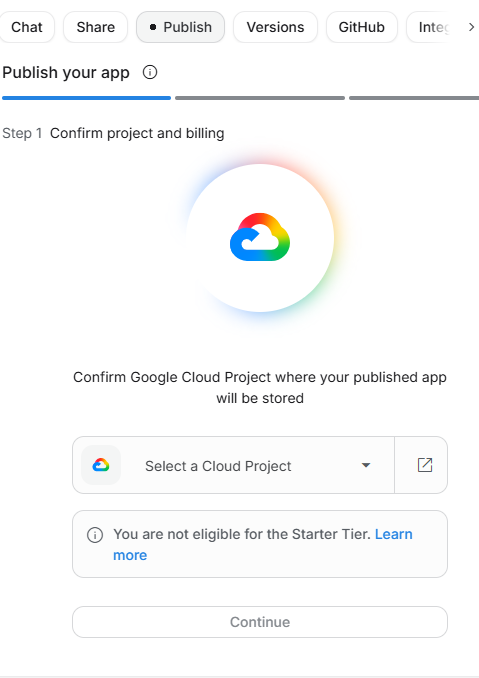 Chat Share Publish Versions GitHub
Publish your app
Step 1 Confirm project and billing
Confirm Google Cloud Project where your published app
will be stored
Select a Cloud Project
You are not eligible for the Starter Tier. Learn
more
Continue